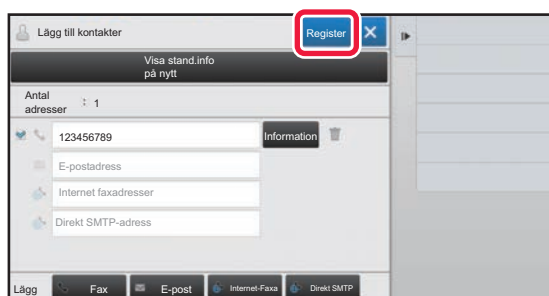 Lägg till kontakter
Register
Visa stand.info
på nytt
Antal
adresser : 1
123456789
Information
E-postadress
Internet faxadresser
Direkt SMTP-adress
Lägg
Fax
E-post
Internet-Faxa
Direkt SMTP